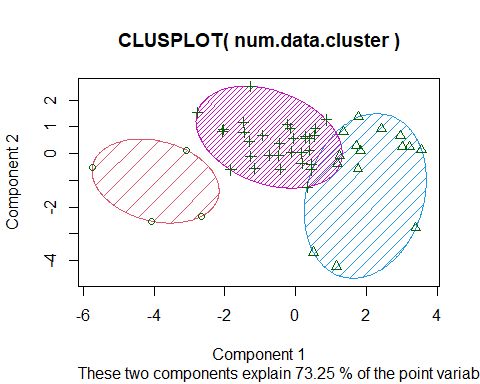 CLUSPLOT( num.data.cluster )
Component 2
2
0
-2
-4
-6
-4
-2
0
2
4
Component 1
These two components explain 73.25 % of the point variab